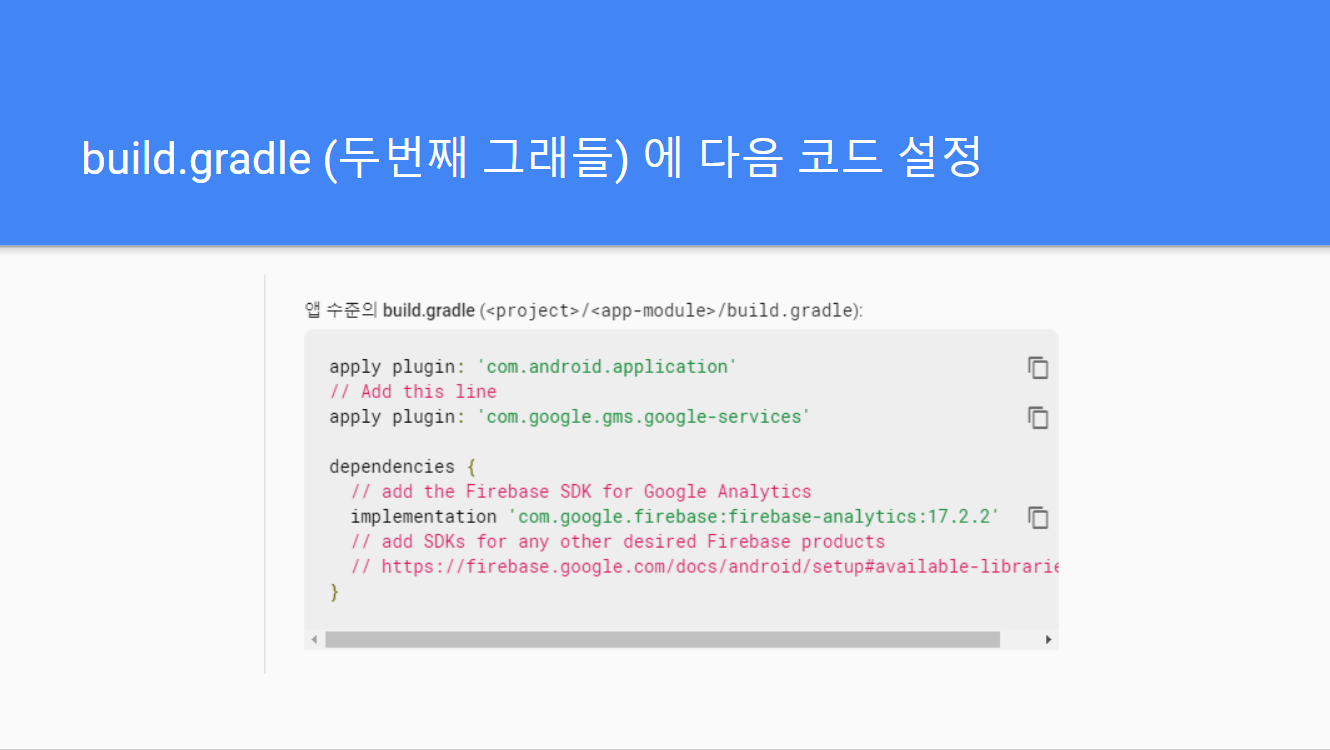 build.gradle (두번째 그래들) 에 다음 코드 설정
앱 수준의 build.gradle (<project>/<app-module>/build.gradle):
apply plugin: 'com.android.application'
// Add this line
apply plugin: 'com.google.gms.google-services'
dependencies {
// add the Firebase SDK for Google Analytics
implementation 'com.google.firebase:firebase-analytics:17.2.2'
// add SDKs for any other desired Firebase products
// https://firebase.google.com/docs/android/setup#available-librarie
}